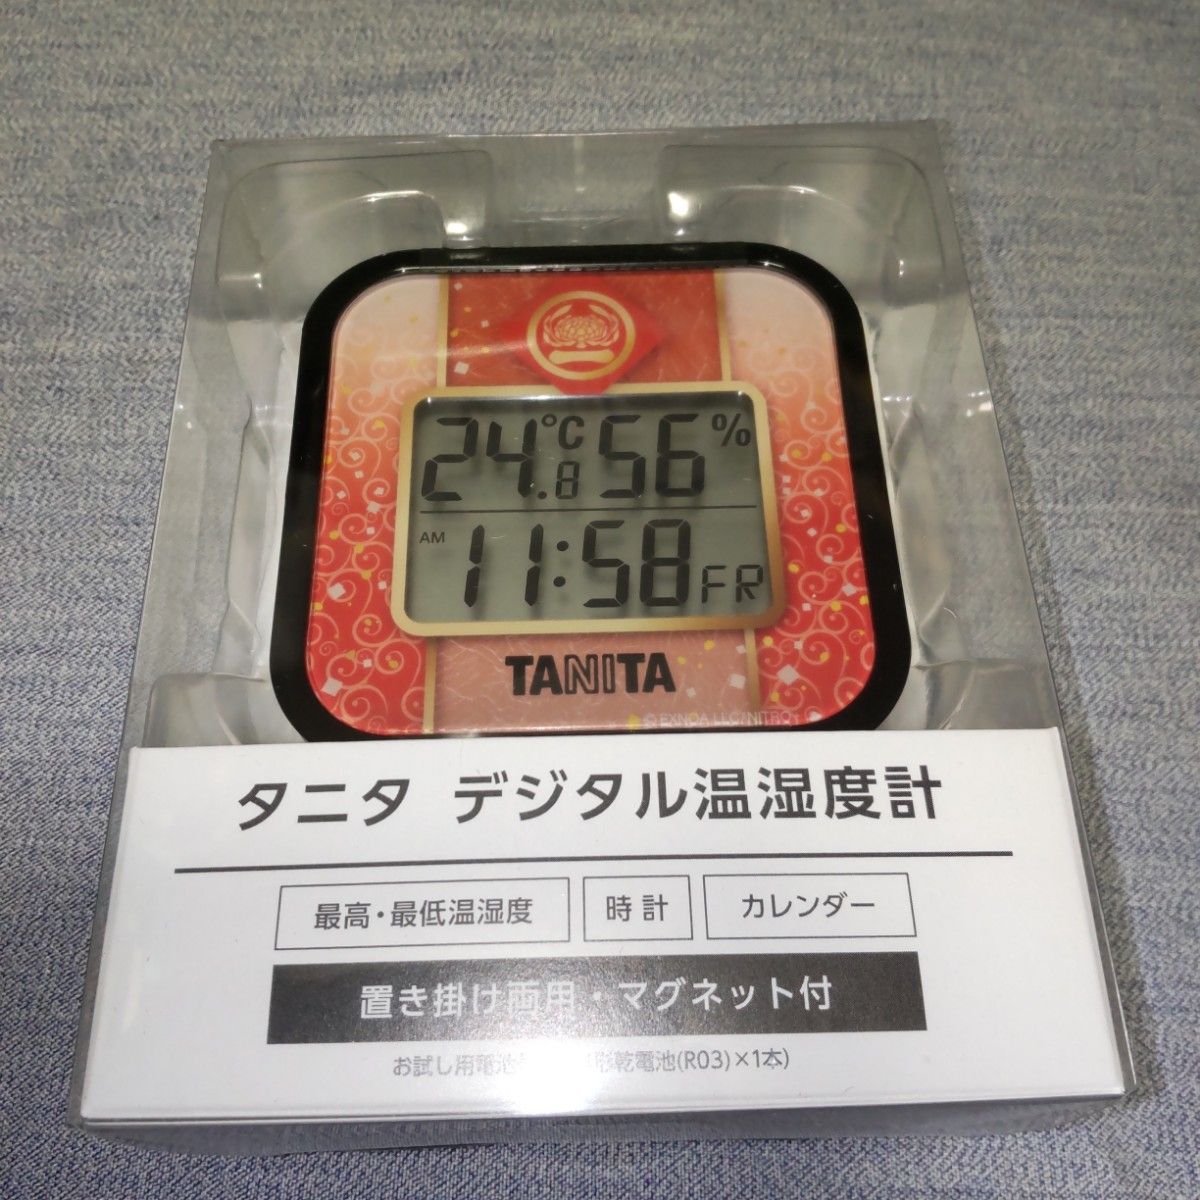 24.8℃ 56%
AM 11:58 FR
TANITA
© EXNOA LLC/NITRO
タニタ デジタル温湿度計
最高・最低温湿度
時計
カレンダー
置き掛け両用・マグネット付
お試し用電池 乾電池(R03)×1本)